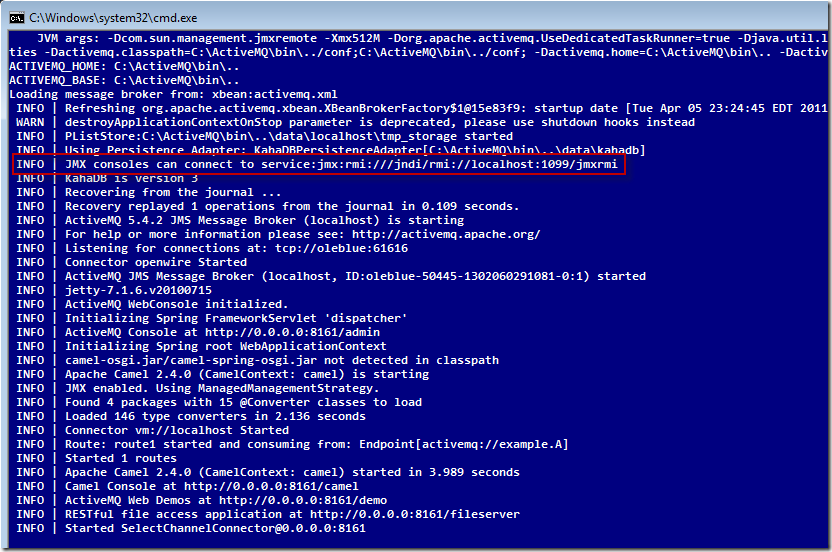 C:\Windows\system32\cmd.exe
JVM args: -Dcom.sun.management.jmxremote -Xmx512M -Dorg.apache.activemq.UseDedicatedTaskRunner=true -Djava.util.l
ties -Dactivemq.classpath=C:\ActiveMQ\bin\../conf;C:\ActiveMQ\bin\../conf; -Dactivemq.home=C:\ActiveMQ\bin\.. -Dactiv
ACTIVEMQ_HOME: C:\ActiveMQ\bin\..
ACTIVEMQ_BASE: C:\ActiveMQ\bin\..
Loading message broker from: xbean:activemq.xml
INFO | Refreshing org.apache.activemq.xbean.XBeanBrokerFactory$1@15e83f9: startup date [Tue Apr 05 23:24:45 EDT 2011
WARN | destroyApplicationContextOnStop parameter is deprecated, please use shutdown hooks instead
INFO | PListStore:C:\ActiveMQ\bin\..\data\localhost\tmp_storage started
INFO | Using Persistence Adapter: KahaDBPersistenceAdapter[C:\ActiveMQ\bin\..\data\kahadb]
INFO | JMX consoles can connect to service:jmx:rmi:///jndi/rmi://localhost:1099/jmxrmi
INFO | KahaDB is version 3
INFO | Recovering from the journal ...
INFO | Recovery replayed 1 operations from the journal in 0.109 seconds.
INFO | ActiveMQ 5.4.2 JMS Message Broker (localhost) is starting
INFO | For help or more information please see: http://activemq.apache.org/
INFO | Listening for connections at: tcp://oleblue:61616
INFO | Connector openwire Started
INFO | ActiveMQ JMS Message Broker (localhost, ID:oleblue-50445-1302060291081-0:1) started
INFO | jetty-7.1.6.v20100715
INFO | ActiveMQ WebConsole initialized.
INFO | Initializing Spring FrameworkServlet 'dispatcher'
INFO | ActiveMQ Console at http://0.0.0.0:8161/admin
INFO | Initializing Spring root WebApplicationContext
INFO | camel-osgi.jar/camel-spring-osgi.jar not detected in classpath
INFO | Apache Camel 2.4.0 (CamelContext: camel) is starting
INFO | JMX enabled. Using ManagedManagementStrategy.
INFO | Found 4 packages with 15 @Converter classes to load
INFO | Loaded 146 type converters in 2.136 seconds
INFO | Connector vm://localhost Started
INFO | Route: route1 started and consuming from: Endpoint[activemq://example.A]
INFO | Started 1 routes
INFO | Apache Camel 2.4.0 (CamelContext: camel) started in 3.989 seconds
INFO | Camel Console at http://0.0.0.0:8161/camel
INFO | ActiveMQ Web Demos at http://0.0.0.0:8161/demo
INFO | RESTful file access application at http://0.0.0.0:8161/fileserver
INFO | Started SelectChannelConnector@0.0.0.0:8161